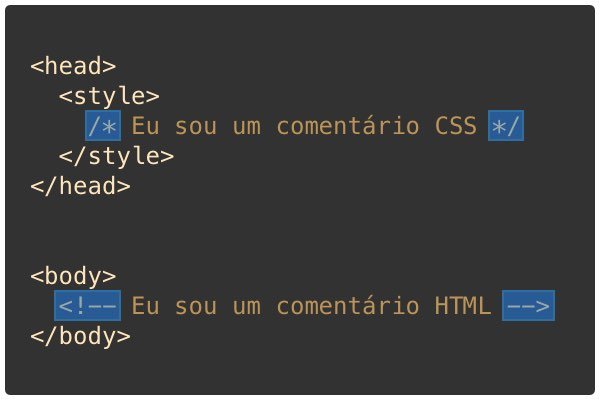 <head>
<style>
/* Eu sou um comentário CSS */
</style>
</head>
<body>
<!-- Eu sou um comentário HTML -->
</body>